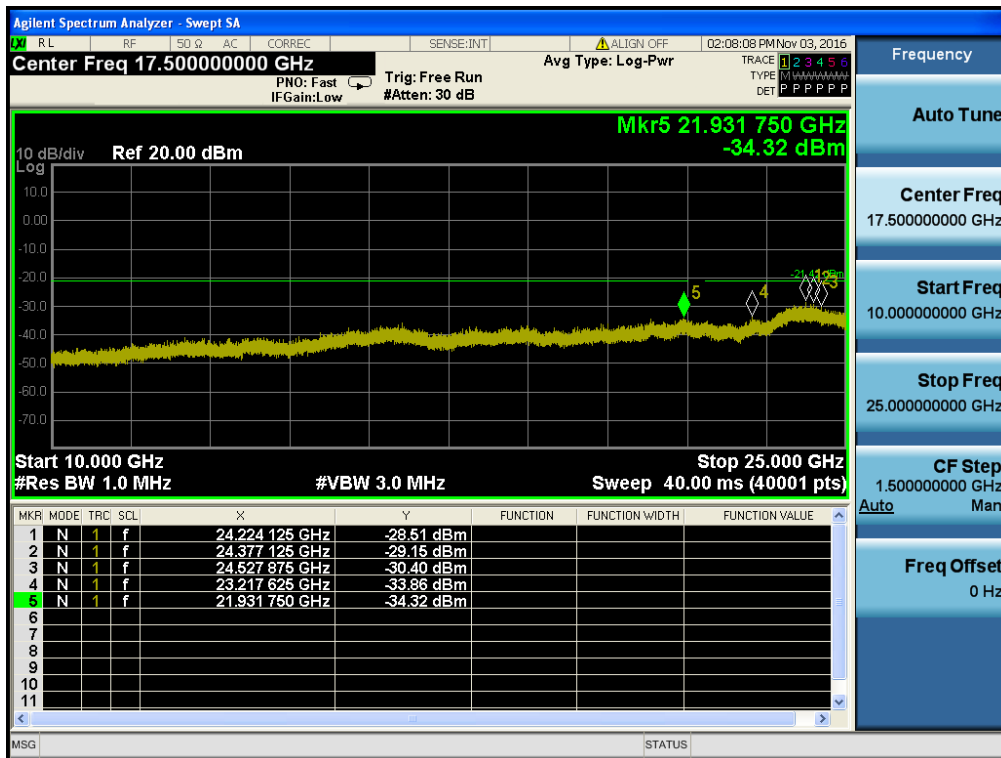 Agilent Spectrum Analyzer - Swept SA
LXI RL RF 50 Ω AC CORREC SENSE:INT ALIGN OFF 02:08:08 PM Nov 03, 2016
Center Freq 17.500000000 GHz
Avg Type: Log-Pwr
TRACE 1 2 3 4 5 6
PNO: Fast
Trig: Free Run
TYPE M WWWWW
IFGain:Low
#Atten: 30 dB
DET P P P P P P
Mkr5 21.931 750 GHz
-34.32 dBm
10 dB/div Ref 20.00 dBm
Log
10.0
0.00
-10.0
-20.0
-30.0
-40.0
-50.0
-60.0
-70.0
5
4
1
2
3
Start 10.000 GHz Stop 25.000 GHz
#Res BW 1.0 MHz #VBW 3.0 MHz Sweep 40.00 ms (40001 pts)
MKR MODE TRC SCL X Y FUNCTION FUNCTION WIDTH FUNCTION VALUE
1 N 1 f 24.224 125 GHz -28.51 dBm
2 N 1 f 24.377 125 GHz -29.15 dBm
3 N 1 f 24.527 875 GHz -30.40 dBm
4 N 1 f 23.217 625 GHz -33.86 dBm
5 N 1 f 21.931 750 GHz -34.32 dBm
6
7
8
9
10
11
MSG STATUS
Frequency
Auto Tune
Center Freq
17.500000000 GHz
Start Freq
10.000000000 GHz
Stop Freq
25.000000000 GHz
CF Step
1.500000000 GHz
Auto Man
Freq Offset
0 Hz